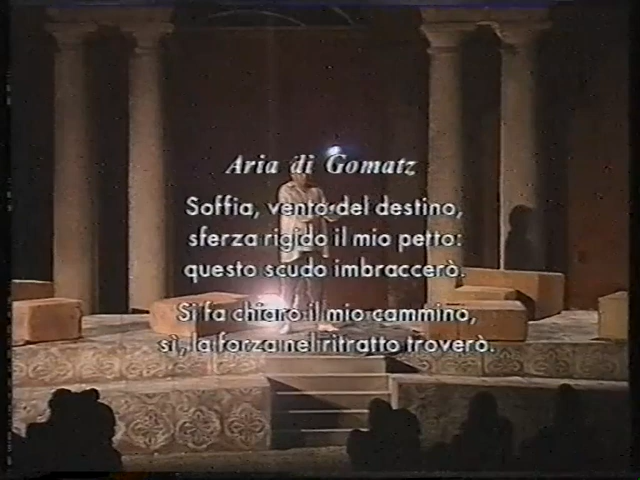 Aria di Gomatz
Soffia, vento del destino,
sferza rigido il mio petto:
questo scudo imbraccerò.
Si fa chiaro il mio cammino,
sì, la forza nel ritratto troverò.